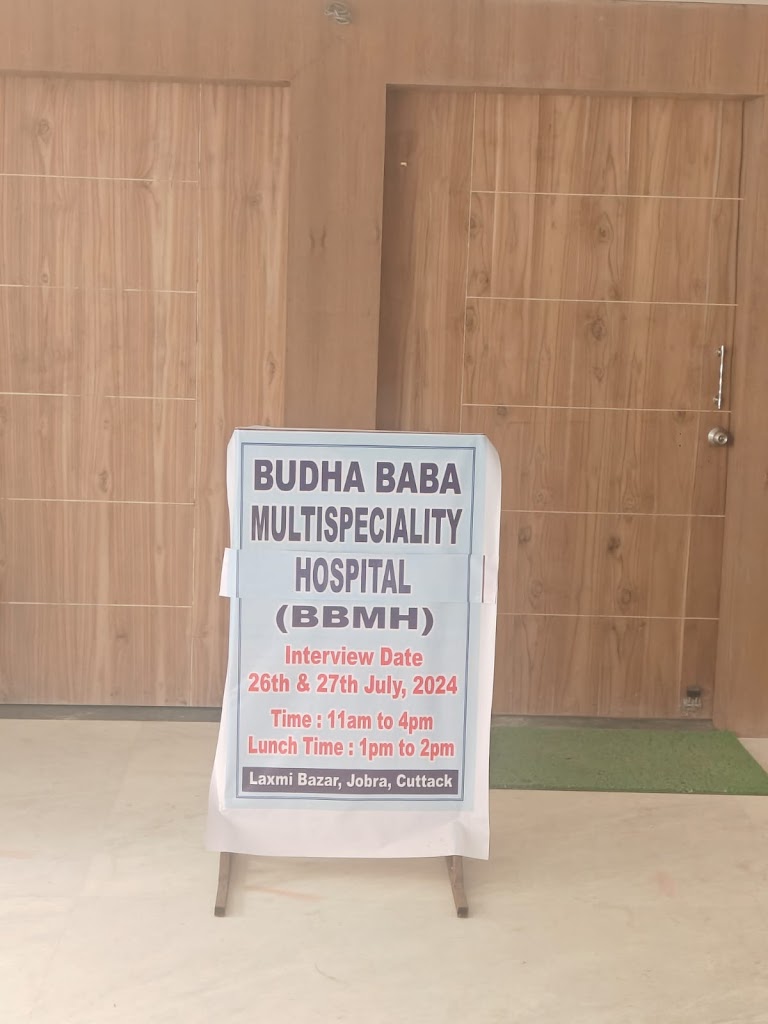 BUDHA BABA
MULTISPECIALITY
HOSPITAL
(BBMH)
Interview Date
26th & 27th July, 2024
Time : 11am to 4pm
Lunch Time : 1pm to 2pm
Laxmi Bazar, Jobra, Cuttack